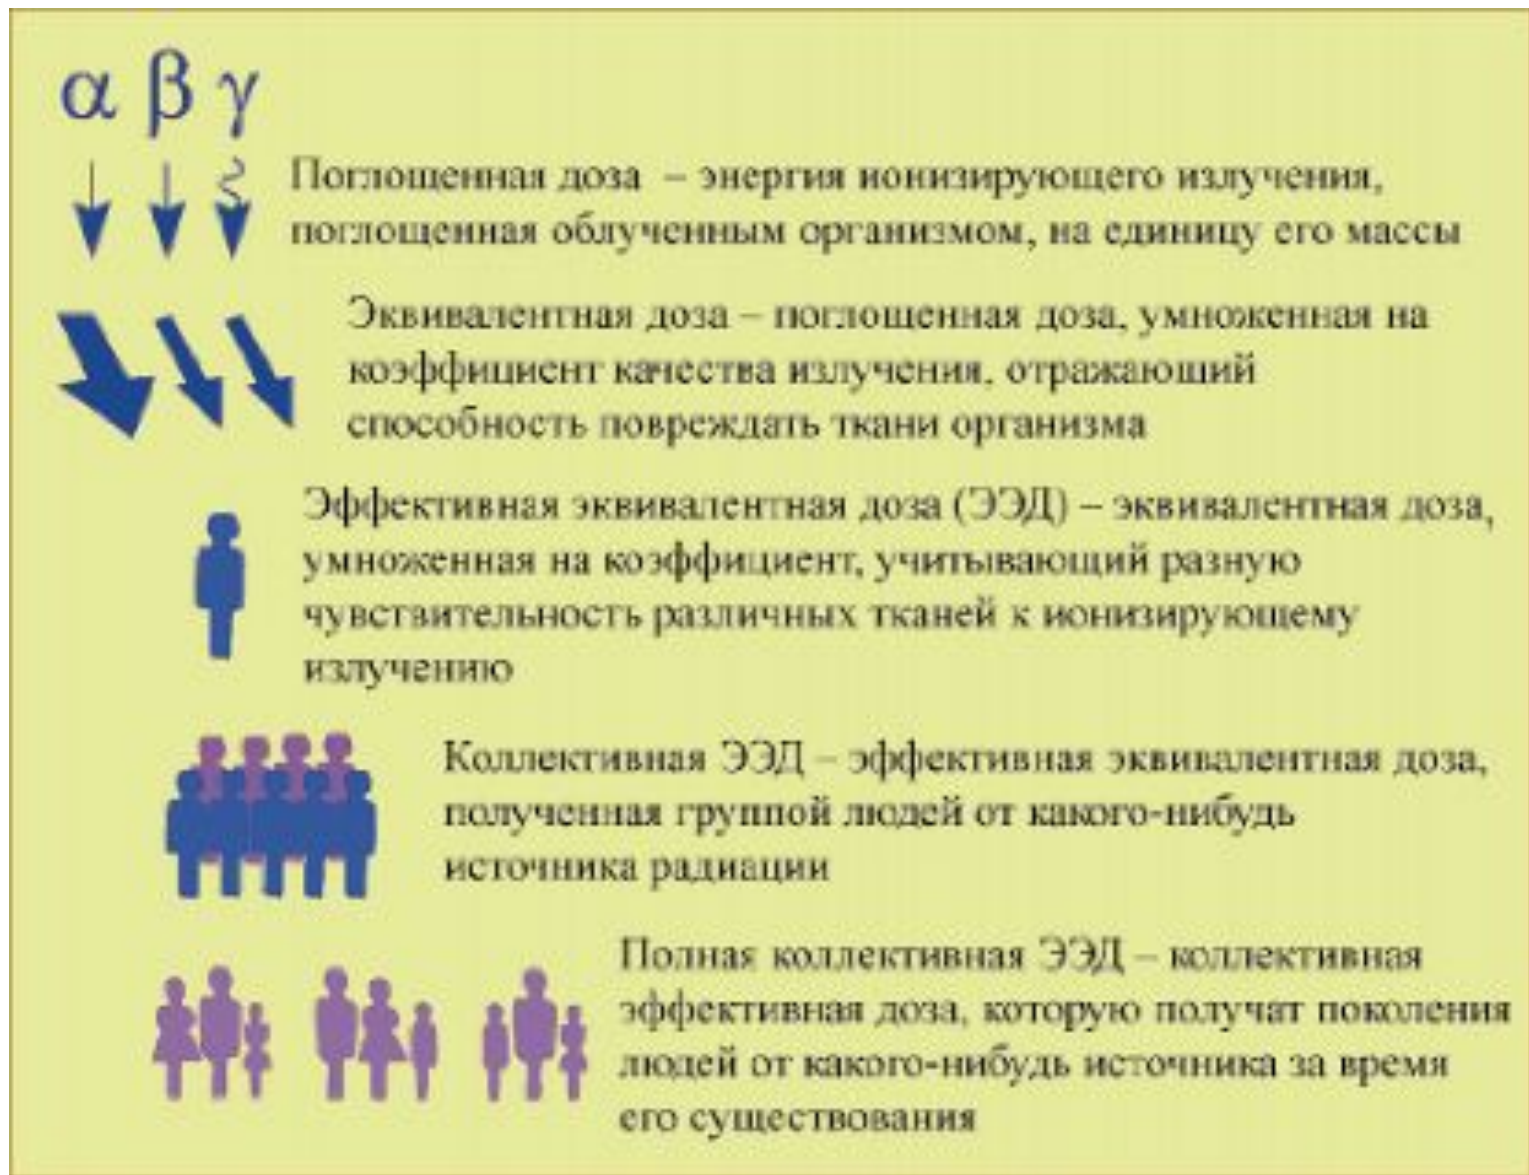 α β γ
Поглощенная доза – энергия ионизирующего излучения,
поглощенная облученным организмом, на единицу его массы
Эквивалентная доза – поглощенная доза, умноженная на
коэффициент качества излучения, отражающий
способность повреждать ткани организма
Эффективная эквивалентная доза (ЭЭД) – эквивалентная доза,
умноженная на коэффициент, учитывающий разную
чувствительность различных тканей к ионизирующему
излучению
Коллективная ЭЭД – эффективная эквивалентная доза,
полученная группой людей от какого-нибудь
источника радиации
Полная коллективная ЭЭД – коллективная
эффективная доза, которую получат поколения
людей от какого-нибудь источника за время
его существования